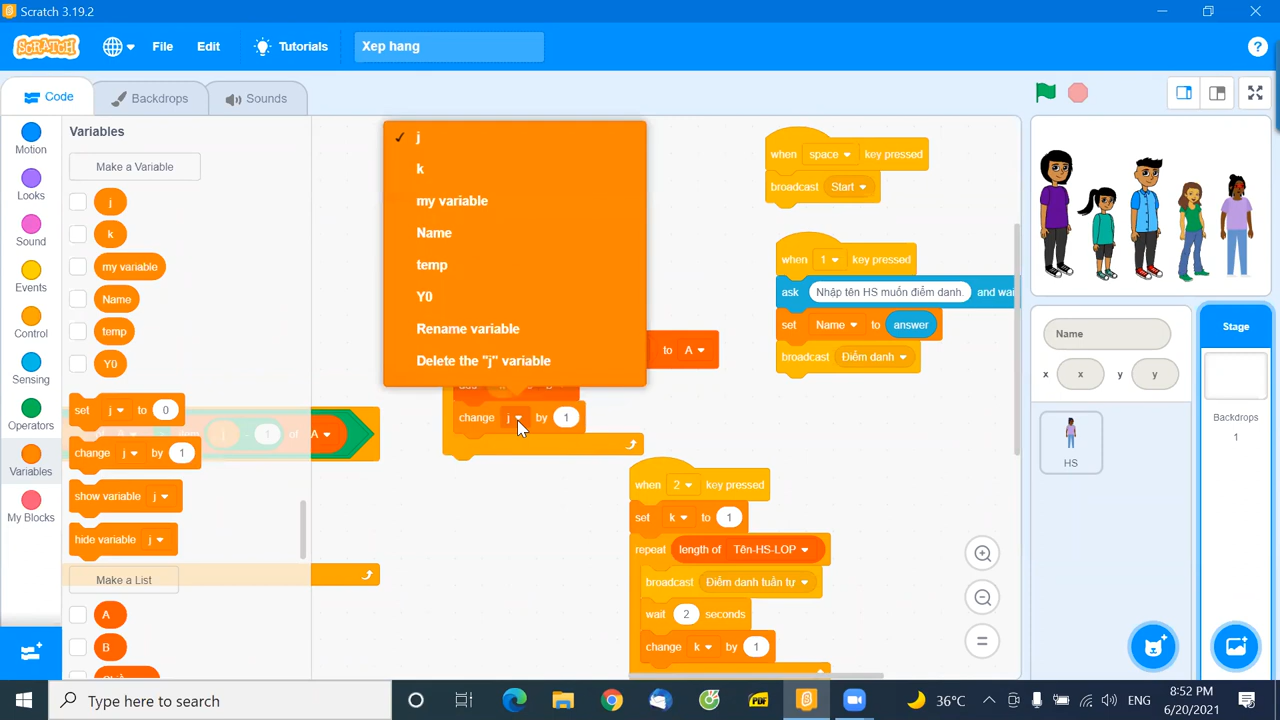 Scratch 3.19.2
SCRATCH
File
Edit
Tutorials
Xep hang
Code
Backdrops
Sounds
Motion
Looks
Sound
Events
Control
Sensing
Operators
Variables
My Blocks
Variables
Make a Variable
j
k
my variable
Name
temp
Y0
set j to 0
change j by 1
show variable j
hide variable j
Make a List
A
B
j - 1 of A
✓ j
k
my variable
Name
temp
Y0
Rename variable
Delete the "j" variable
to A
change j by 1
when space key pressed
broadcast Start
when 1 key pressed
ask Nhập tên HS muốn điểm danh. and wai
set Name to answer
broadcast Điểm danh
when 2 key pressed
set k to 1
repeat length of Tên-HS-LOP
broadcast Điểm danh tuần tự
wait 2 seconds
change k by 1
Name
x x y y
HS
Stage
Backdrops
1
Type here to search
PDF
36°C
ENG
8:52 PM
6/20/2021